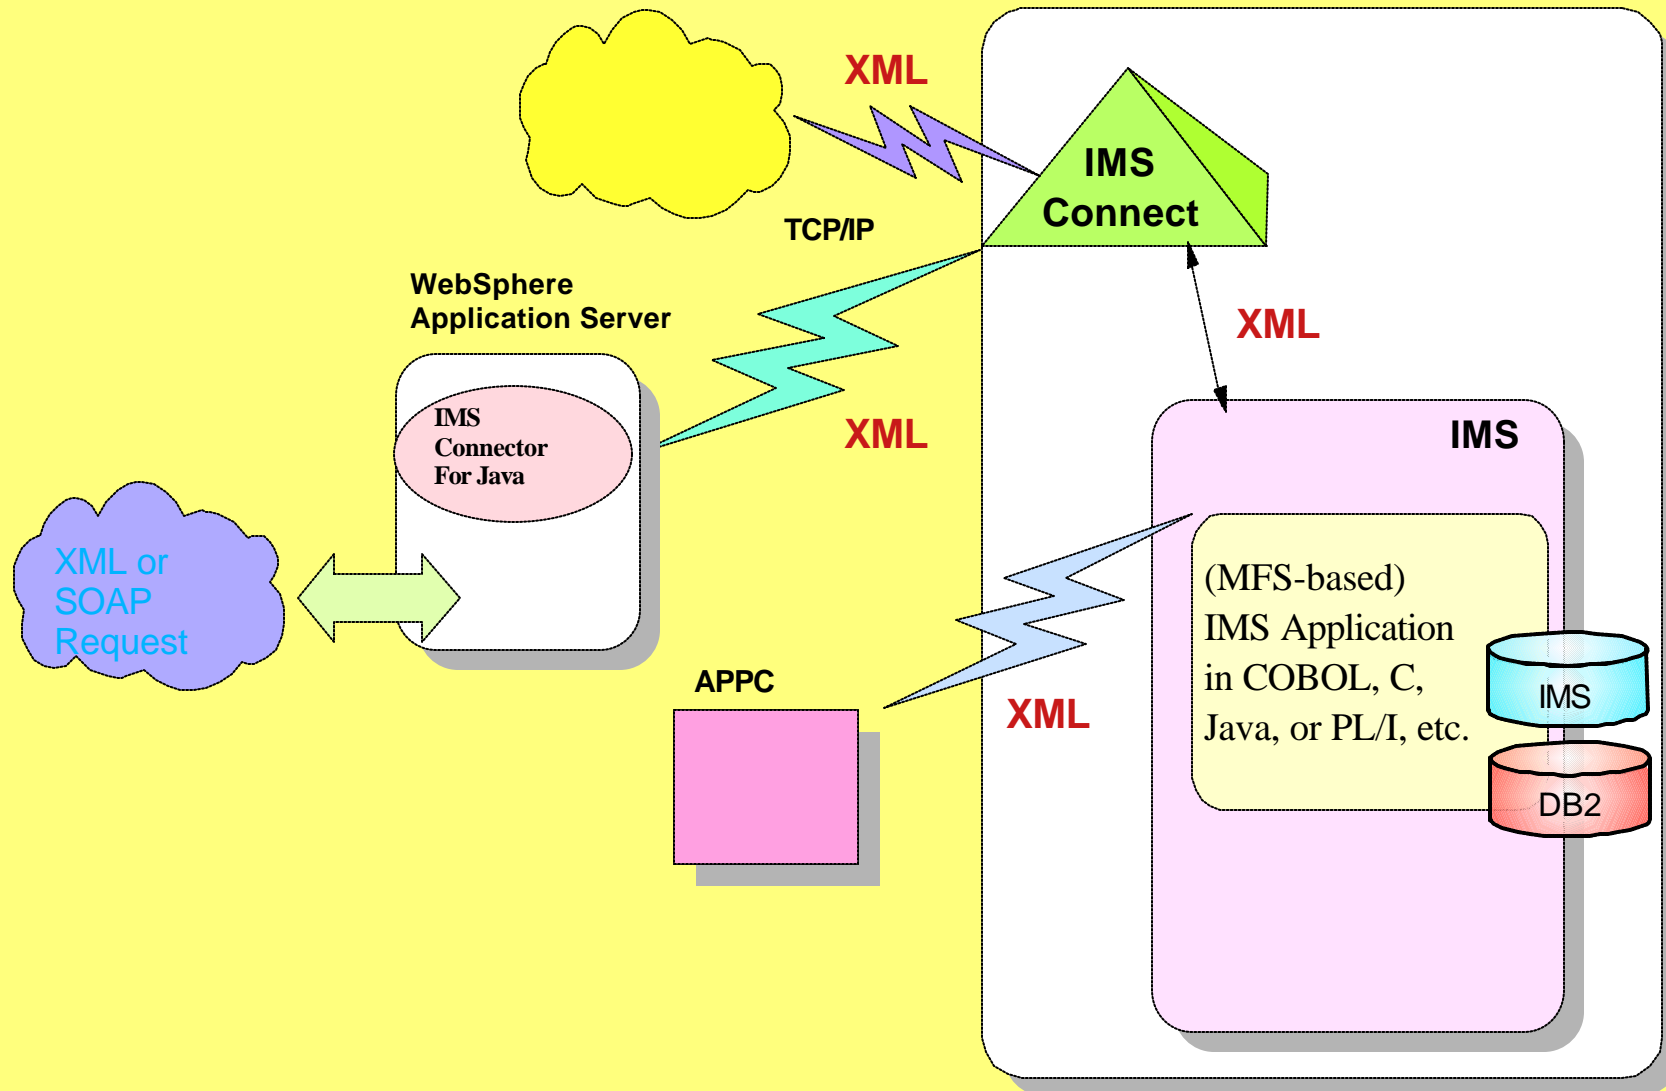 XML
IMS
Connect
TCP/IP
WebSphere
Application Server
XML
IMS
Connector
For Java
XML
IMS
XML or
SOAP
Request
(MFS-based)
IMS Application
in COBOL, C,
Java, or PL/I, etc.
APPC
XML
IMS
DB2